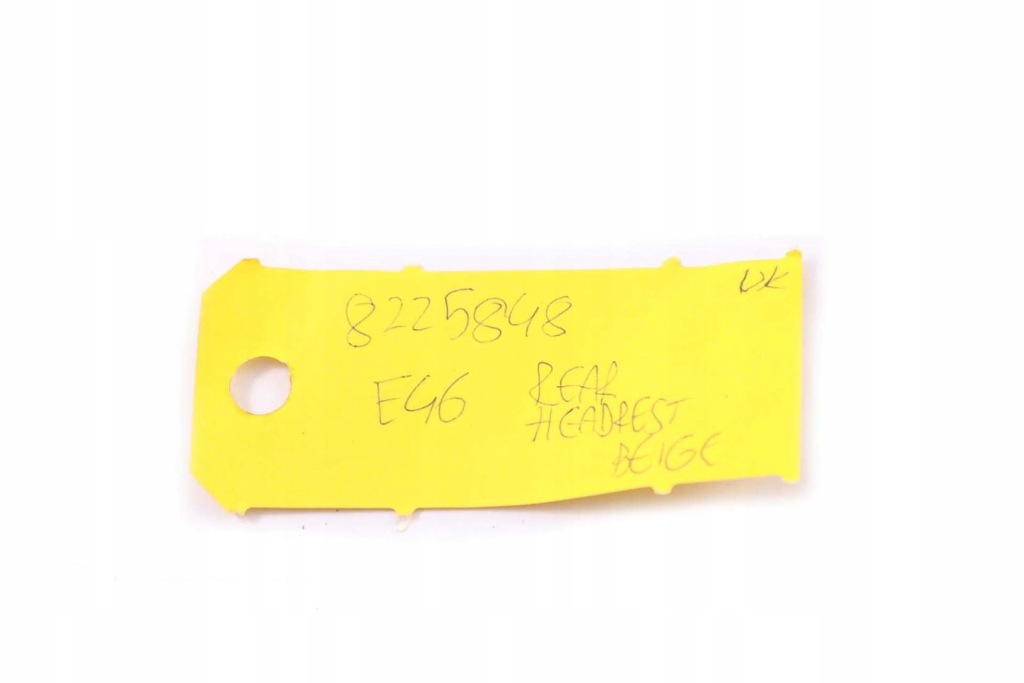 UK
8225848
E46
REAR
HEADREST
BEIGE